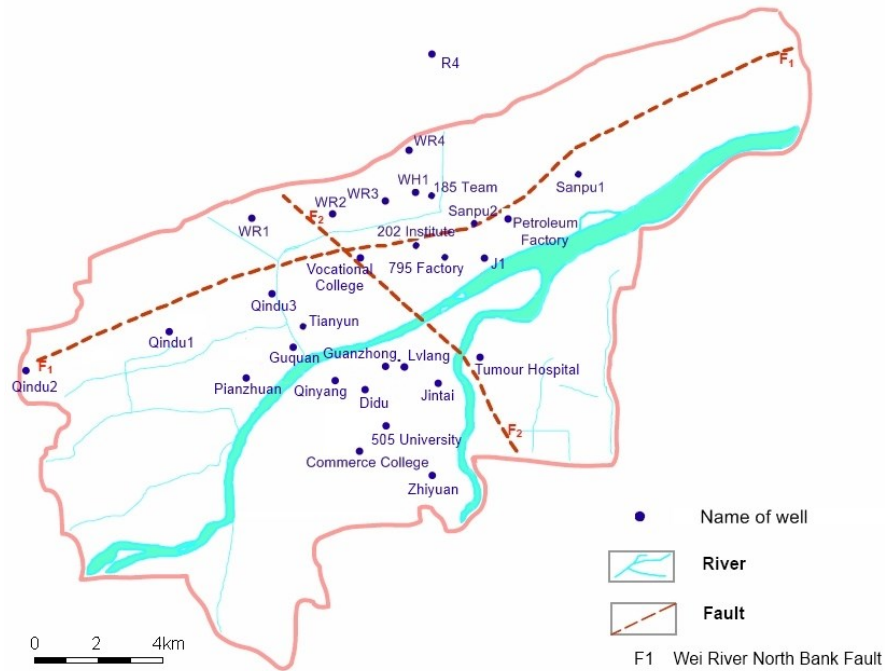 F1
R4
WR4
WH1
185 Team
WR3
Sanpu1
WR2
F2
Sanpu2
WR1
202 Institute
Petroleum
Factory
Vocational
College
795 Factory
J1
Qindu3
Tianyun
Qindu1
Guquan
Guanzhong
Lvlang
F1
Tumour Hospital
Qindu2
Pianzhuan
Qinyang
Didu
Jintai
F2
505 University
Commerce College
Zhiyuan
Name of well
River
Fault
0 2 4km
F1 Wei River North Bank Fault